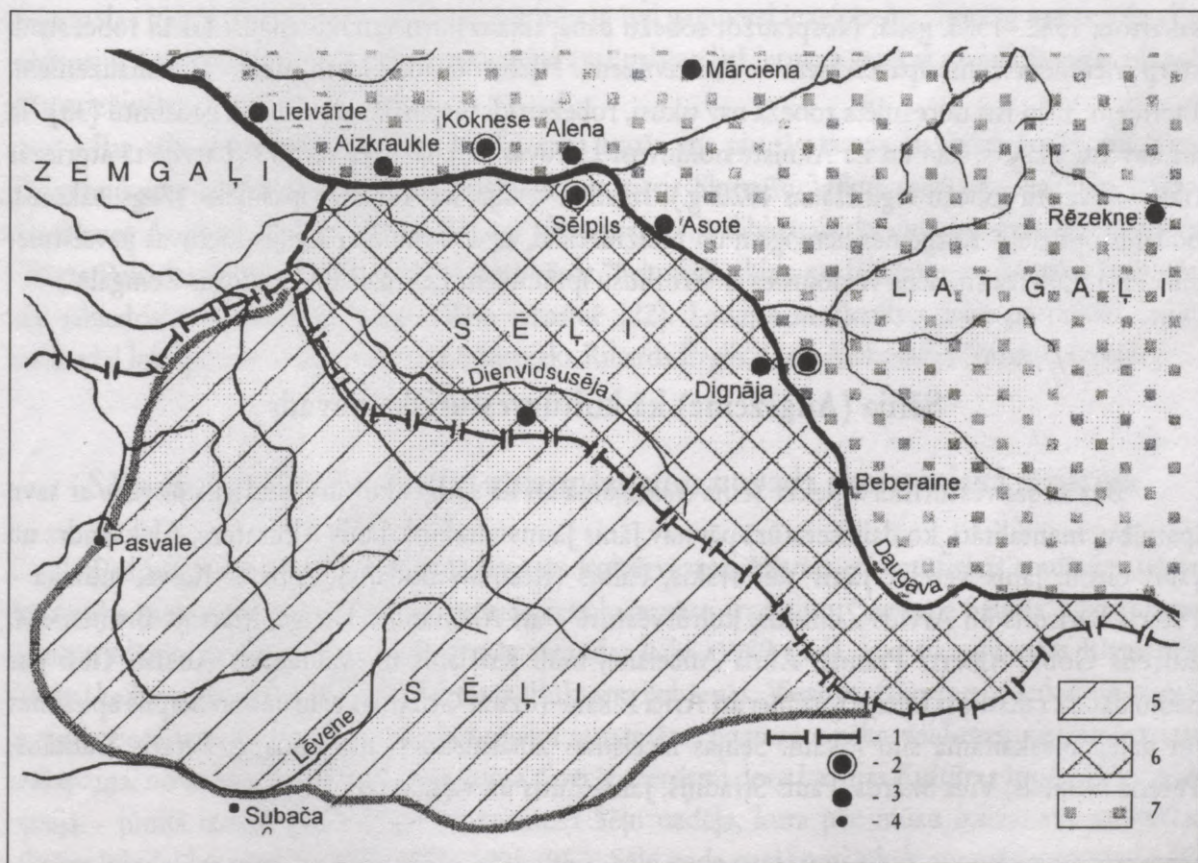 Mārciena
Lielvārde
Koknese
Alena
Aizkraukle
ZEMGAĻI
Sēlpils
Asote
Rēzekne
LATGAĻI
SĒĻI
Dienvidsusēja
Dignāja
Beberaine
Pasvāle
Daugava
SĒĻI
Lēvene
Subača
- 1
- 2
- 3
- 4
5
6
7